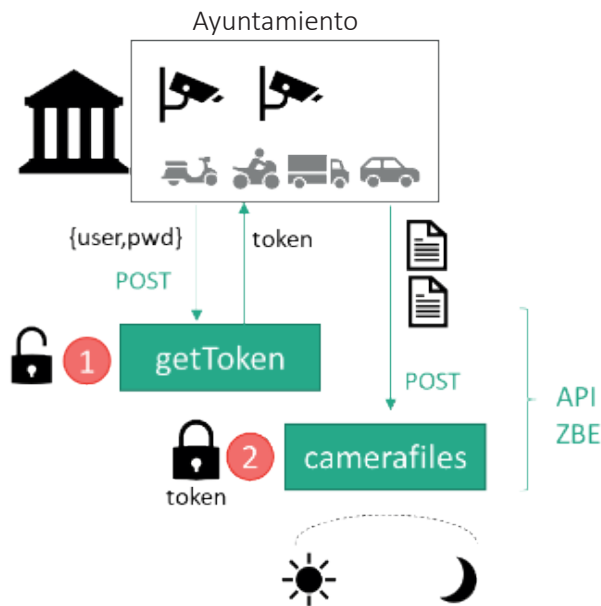 Ayuntamiento
{user,pwd}
token
POST
1
getToken
POST
API
ZBE
2
camerafiles
token